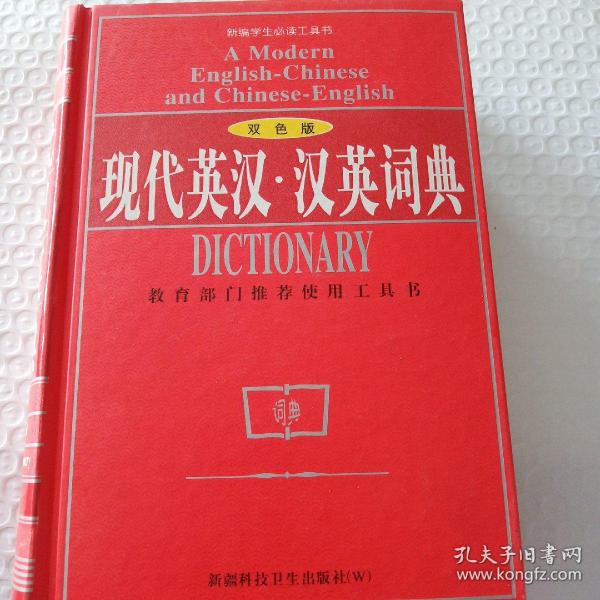 新编学生必读工具书
A Modern
English-Chinese
and Chinese-English
双色版
现代英汉·汉英词典
DICTIONARY
教育部门推荐使用工具书
词典
新疆科技卫生出版社(W)
孔夫子旧书网
www.kongfz.com